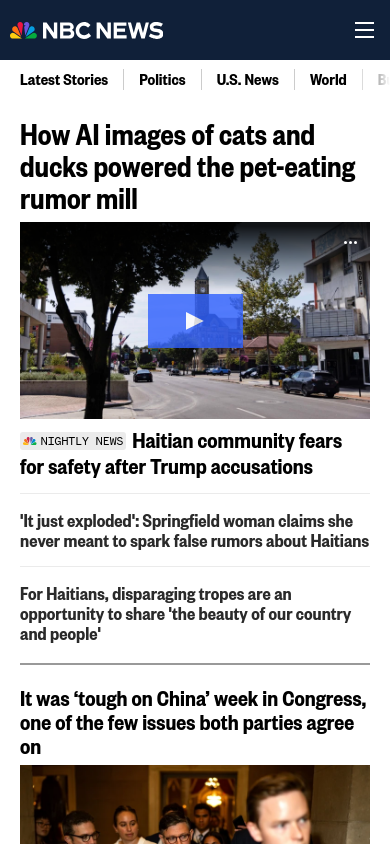 NBC NEWS
Latest Stories
Politics
U.S. News
World
How AI images of cats and
ducks powered the pet-eating
rumor mill
NIGHTLY NEWS Haitian community fears
for safety after Trump accusations
'It just exploded': Springfield woman claims she
never meant to spark false rumors about Haitians
For Haitians, disparaging tropes are an
opportunity to share 'the beauty of our country
and people'
It was ‘tough on China’ week in Congress,
one of the few issues both parties agree
on